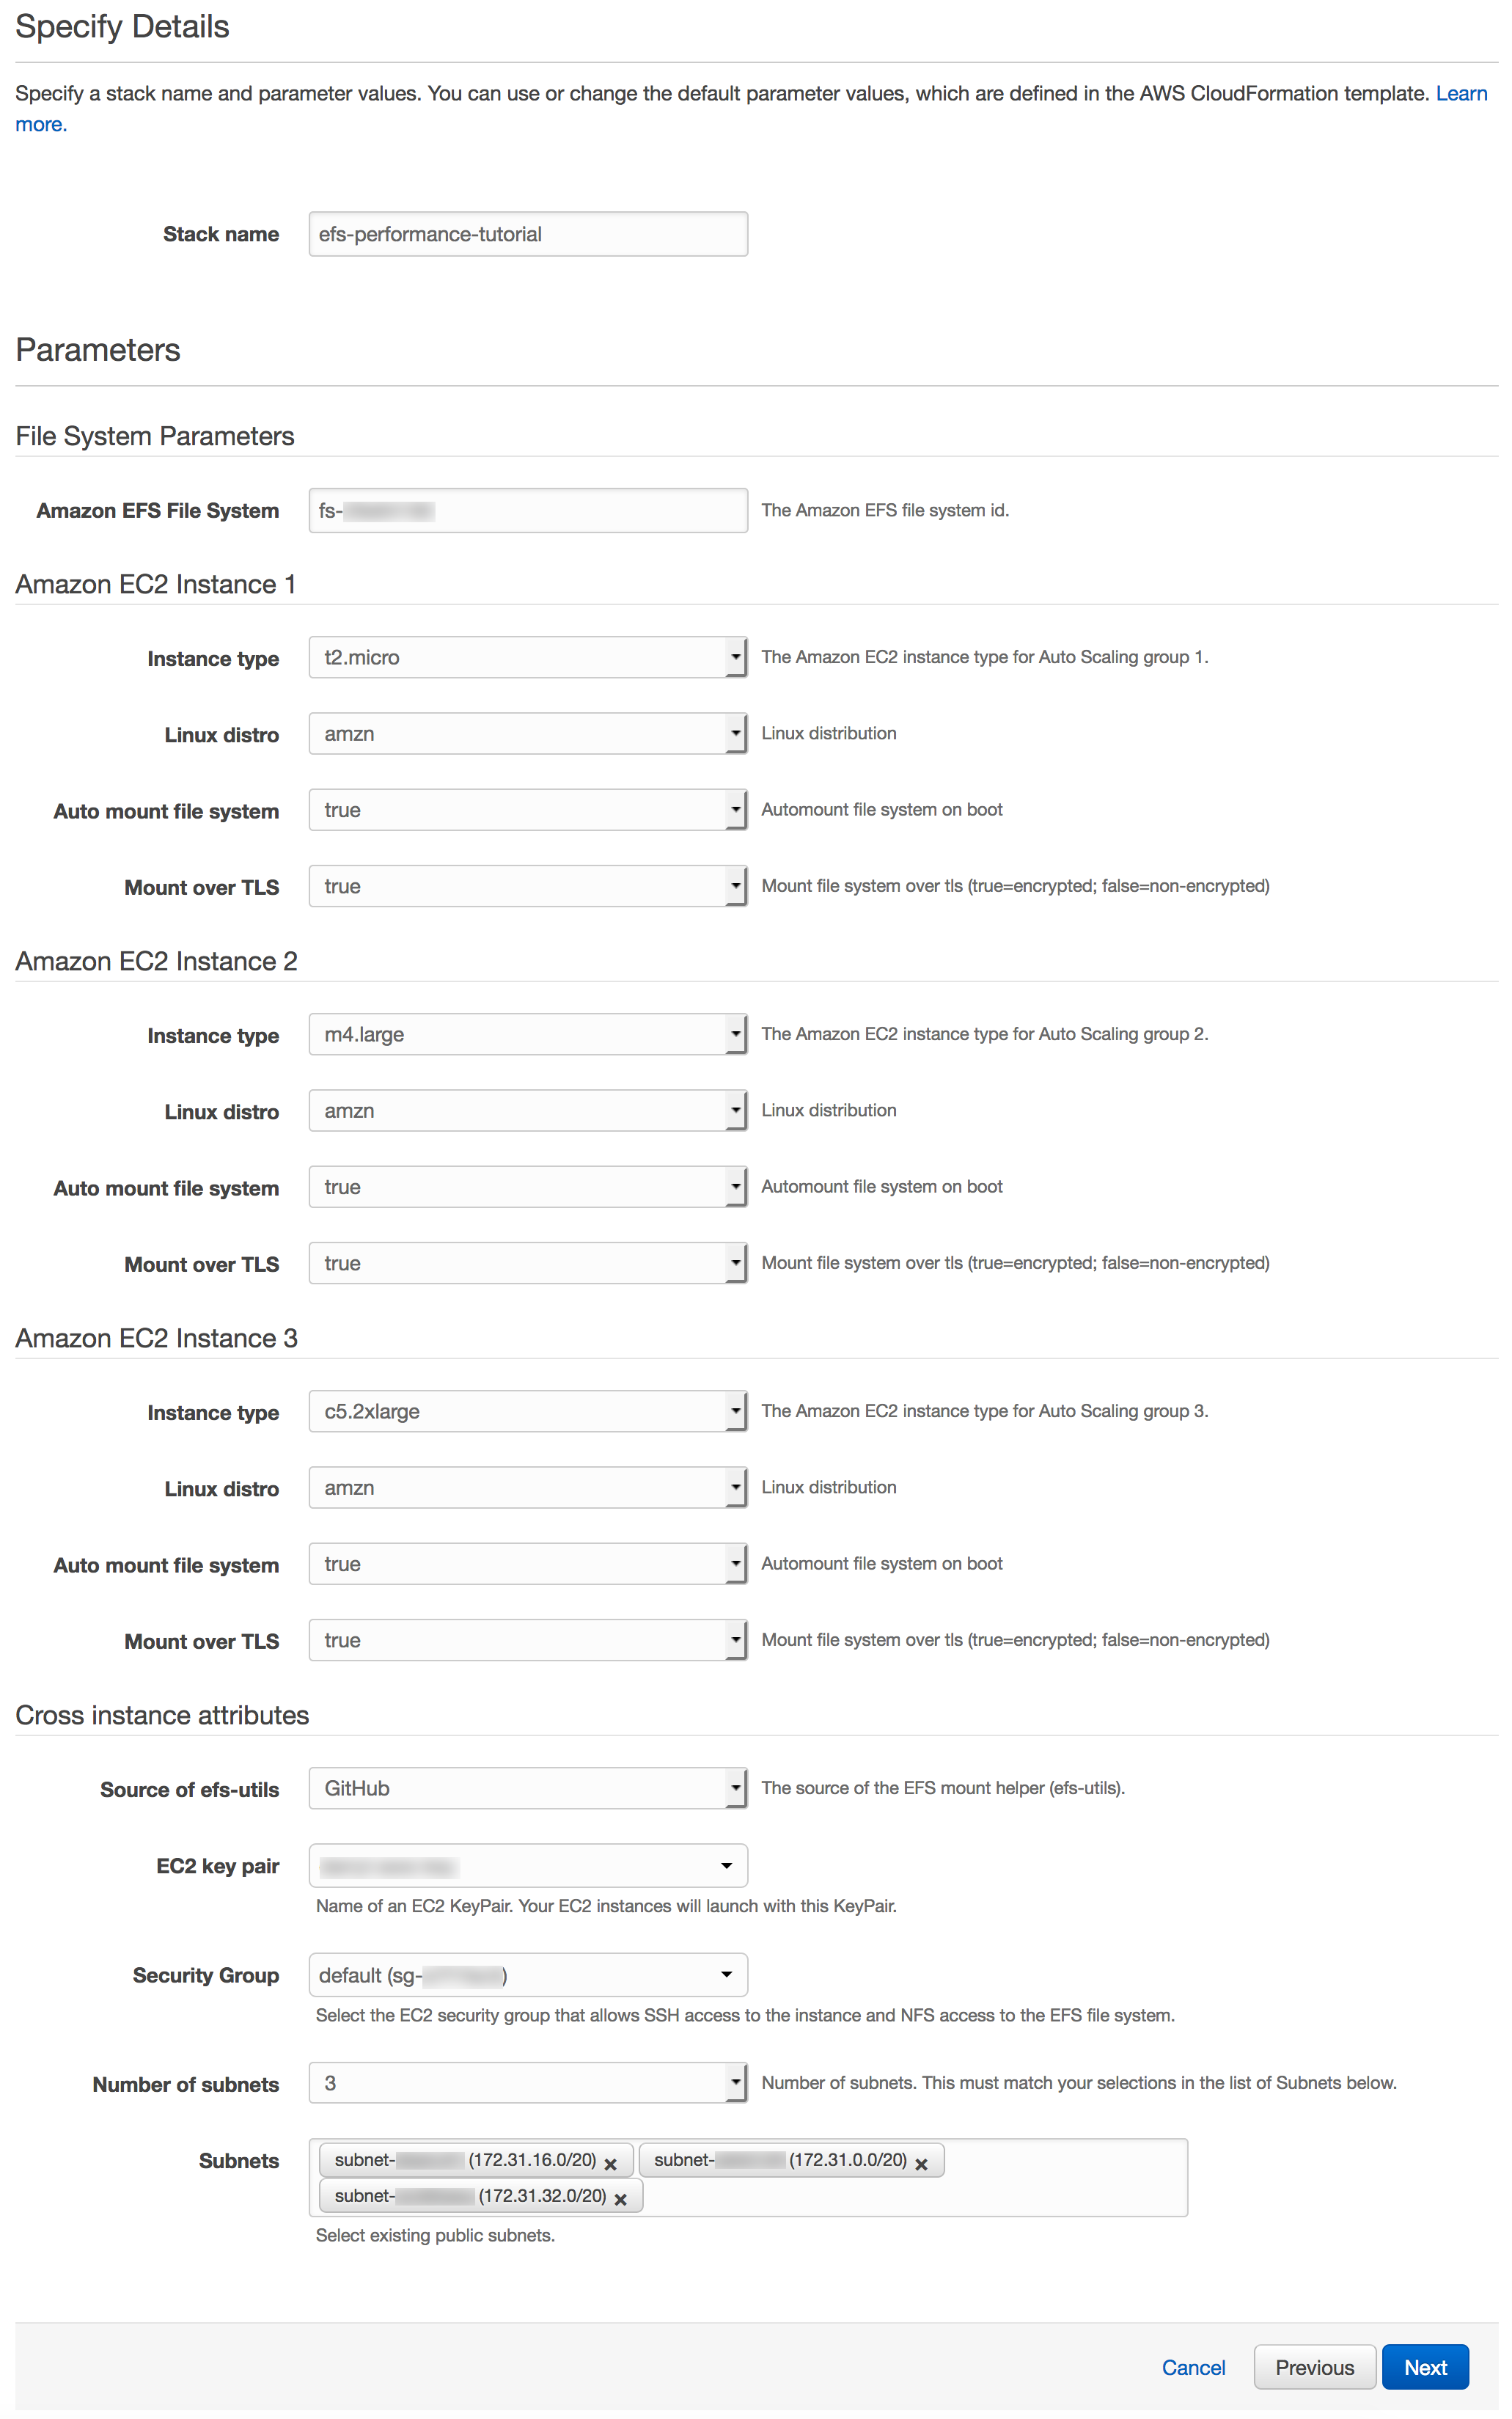 Specify Details
Specify a stack name and parameter values. You can use or change the default parameter values, which are defined in the AWS CloudFormation template. Learn
more.
Stack name efs-performance-tutorial
Parameters
File System Parameters
Amazon EFS File System fs- The Amazon EFS file system id.
Amazon EC2 Instance 1
Instance type t2.micro The Amazon EC2 instance type for Auto Scaling group 1.
Linux distro amzn Linux distribution
Auto mount file system true Automount file system on boot
Mount over TLS true Mount file system over tls (true=encrypted; false=non-encrypted)
Amazon EC2 Instance 2
Instance type m4.large The Amazon EC2 instance type for Auto Scaling group 2.
Linux distro amzn Linux distribution
Auto mount file system true Automount file system on boot
Mount over TLS true Mount file system over tls (true=encrypted; false=non-encrypted)
Amazon EC2 Instance 3
Instance type c5.2xlarge The Amazon EC2 instance type for Auto Scaling group 3.
Linux distro amzn Linux distribution
Auto mount file system true Automount file system on boot
Mount over TLS true Mount file system over tls (true=encrypted; false=non-encrypted)
Cross instance attributes
Source of efs-utils GitHub The source of the EFS mount helper (efs-utils).
EC2 key pair
Name of an EC2 KeyPair. Your EC2 instances will launch with this KeyPair.
Security Group default (sg- )
Select the EC2 security group that allows SSH access to the instance and NFS access to the EFS file system.
Number of subnets 3 Number of subnets. This must match your selections in the list of Subnets below.
Subnets subnet- (172.31.16.0/20) × subnet- (172.31.0.0/20) ×
subnet- (172.31.32.0/20) ×
Select existing public subnets.
Cancel Previous Next